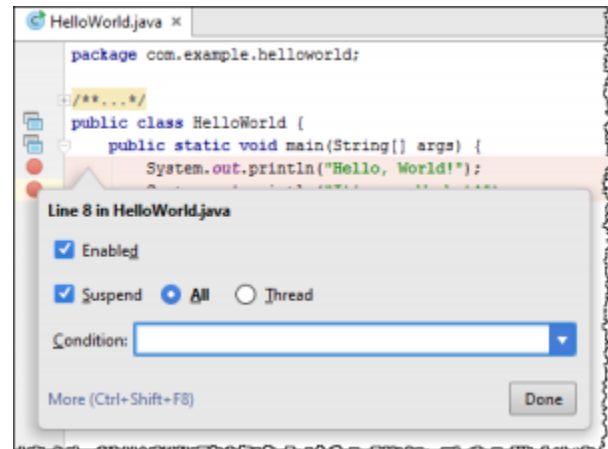 HelloWorld.java ×
package com.example.helloworld;
/**...*/
public class HelloWorld {
public static void main(String[] args) {
System.out.println("Hello, World!");
Line 8 in HelloWorld.java
Enabled
Suspend All Thread
Condition:
More (Ctrl+Shift+F8) Done